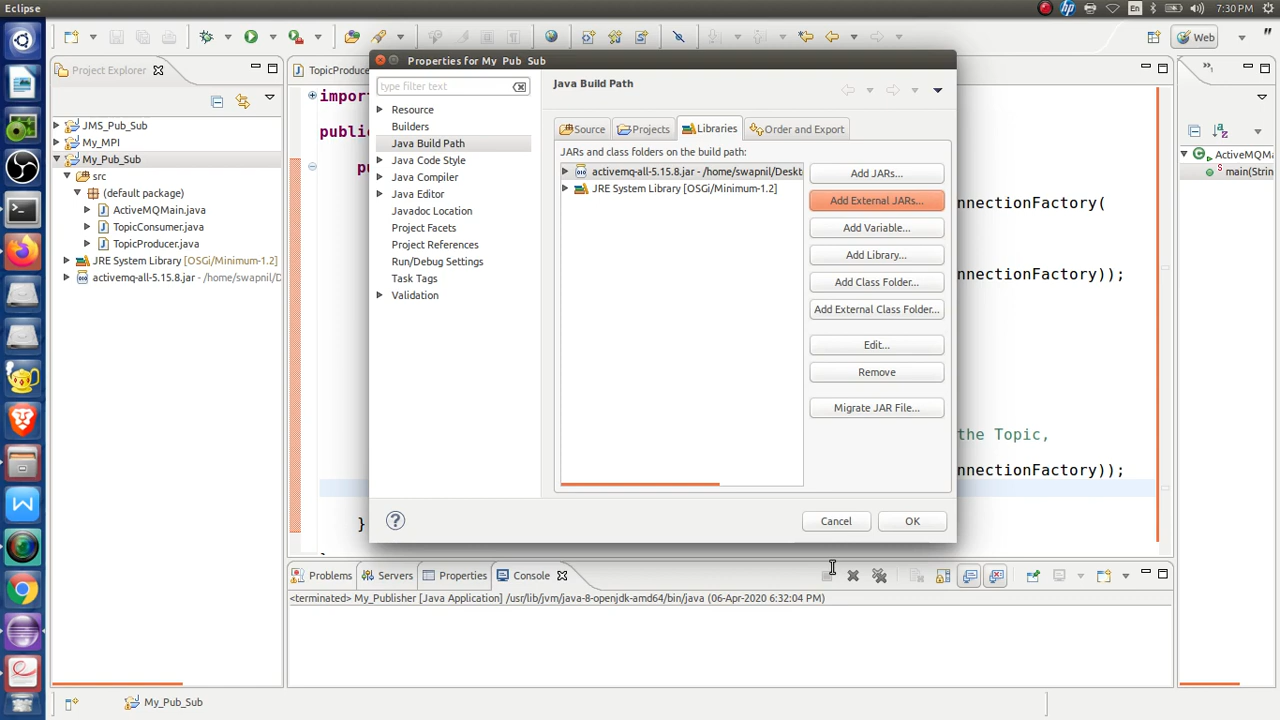 Eclipse
En
7:30 PM
Web
Project Explorer
JMS_Pub_Sub
My_MPI
My_Pub_Sub
src
(default package)
ActiveMQMain.java
TopicConsumer.java
TopicProducer.java
JRE System Library [OSGi/Minimum-1.2]
activemq-all-5.15.8.jar - /home/swapnil/D
TopicProduce
impor
public
pu
}
Properties for My_Pub_Sub
type filter text
Resource
Builders
Java Build Path
Java Code Style
Java Compiler
Java Editor
Javadoc Location
Project Facets
Project References
Run/Debug Settings
Task Tags
Validation
Java Build Path
Source
Projects
Libraries
Order and Export
JARs and class folders on the build path:
activemq-all-5.15.8.jar - /home/swapnil/Deskt
JRE System Library [OSGi/Minimum-1.2]
Add JARs...
Add External JARs...
Add Variable...
Add Library...
Add Class Folder...
Add External Class Folder...
Edit...
Remove
Migrate JAR File...
Cancel
OK
nnectionFactory(
nnectionFactory));
the Topic,
nnectionFactory));
ActiveMQMa
main(Strin
Problems
Servers
Properties
Console
<terminated> My_Publisher [Java Application] /usr/lib/jvm/java-8-openjdk-amd64/bin/java (06-Apr-2020 6:32:04 PM)
My_Pub_Sub